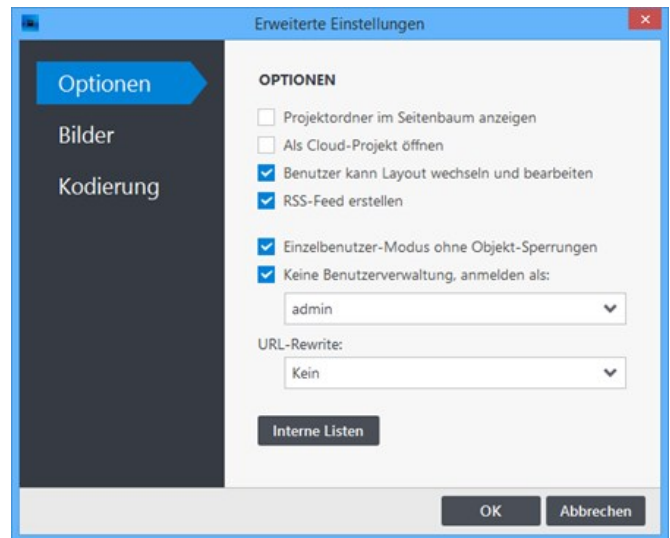 Erweiterte Einstellungen
Optionen
Bilder
Kodierung
OPTIONEN
Projektordner im Seitenbaum anzeigen
Als Cloud-Projekt öffnen
Benutzer kann Layout wechseln und bearbeiten
RSS-Feed erstellen
Einzelbenutzer-Modus ohne Objekt-Sperrungen
Keine Benutzerverwaltung, anmelden als:
admin
URL-Rewrite:
Kein
Interne Listen
OK
Abbrechen